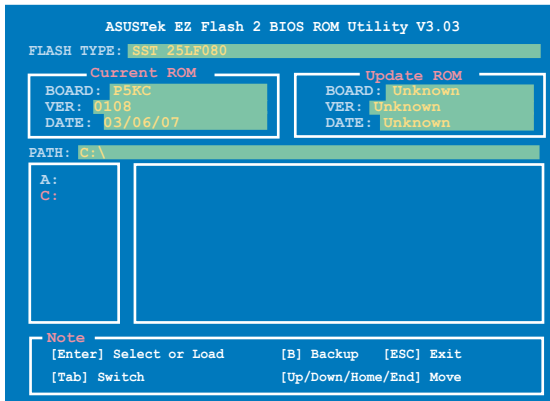 ASUSTek EZ Flash 2 BIOS ROM Utility V3.03
FLASH TYPE: SST 25LF080
Current ROM
BOARD: P5KC
VER: 0108
DATE: 03/06/07
Update ROM
BOARD: Unknown
VER: Unknown
DATE: Unknown
PATH: C:\
A:
C:
Note
[Enter] Select or Load [B] Backup [ESC] Exit
[Tab] Switch [Up/Down/Home/End] Move